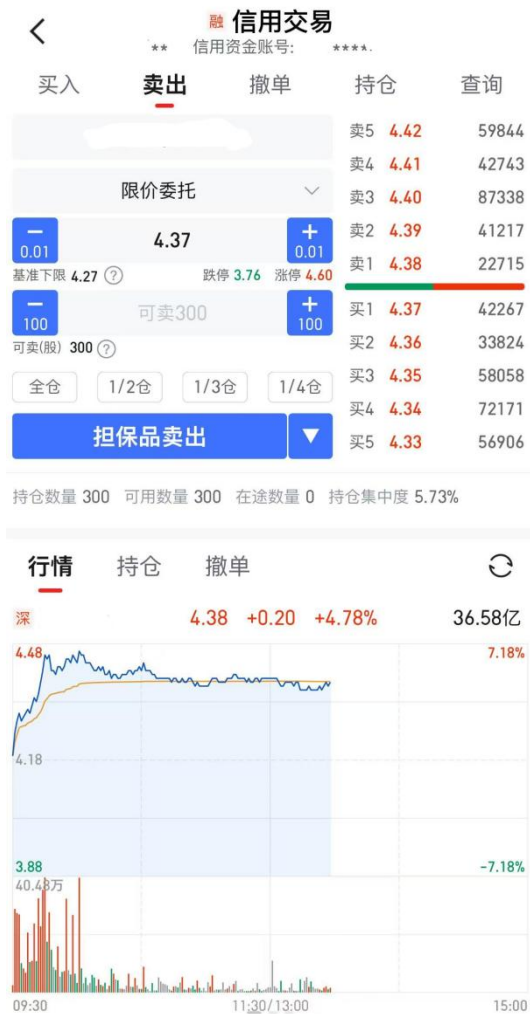 融 信用交易
** 信用资金账号: ****.
买入 卖出 撤单 持仓 查询
限价委托
卖5 4.42 59844
卖4 4.41 42743
卖3 4.40 87338
卖2 4.39 41217
卖1 4.38 22715
买1 4.37 42267
买2 4.36 33824
买3 4.35 58058
买4 4.34 72171
买5 4.33 56906
− 0.01 4.37 + 0.01
基准下限 4.27 ? 跌停 3.76 涨停 4.60
− 100 可卖300 + 100
可卖(股) 300 ?
全仓 1/2仓 1/3仓 1/4仓
担保品卖出
持仓数量 300 可用数量 300 在途数量 0 持仓集中度 5.73%
行情 持仓 撤单
深 4.38 +0.20 +4.78% 36.58亿
4.48 7.18%
4.18
3.88 -7.18%
40.43万
09:30 11:30/13:00 15:00